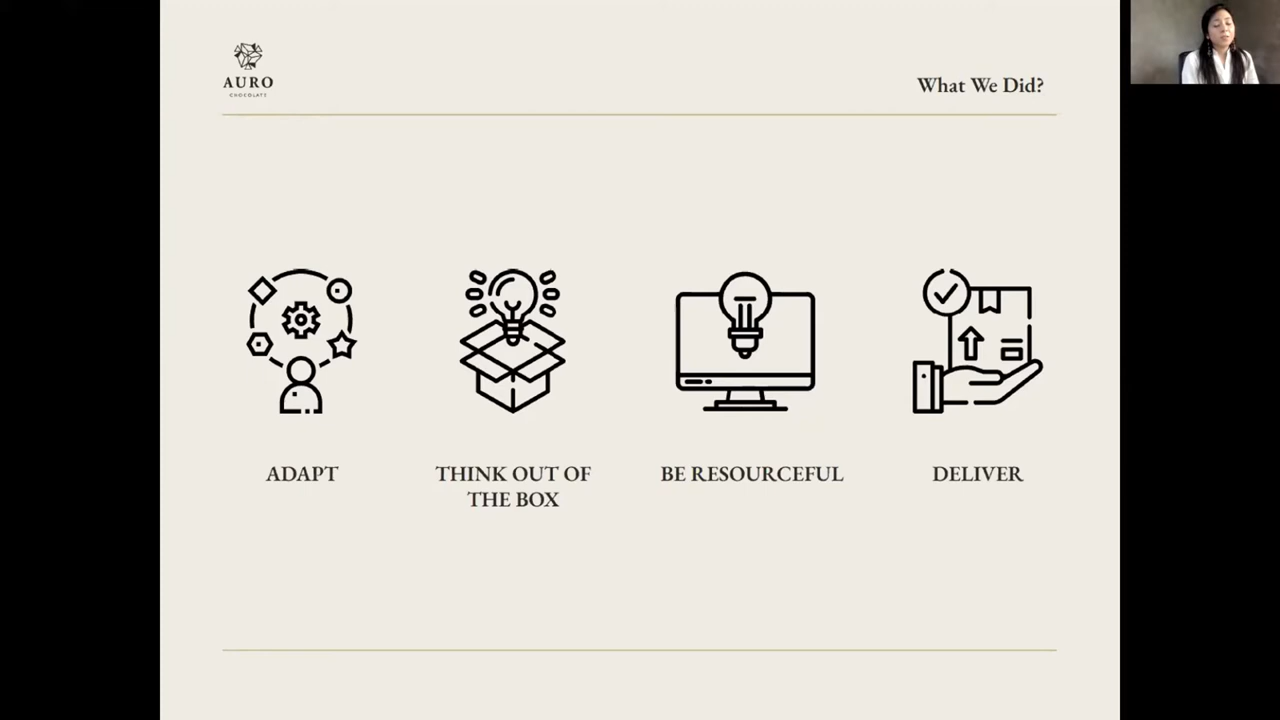 AURO
CHOCOLATE
What We Did?
ADAPT
THINK OUT OF
THE BOX
BE RESOURCEFUL
DELIVER